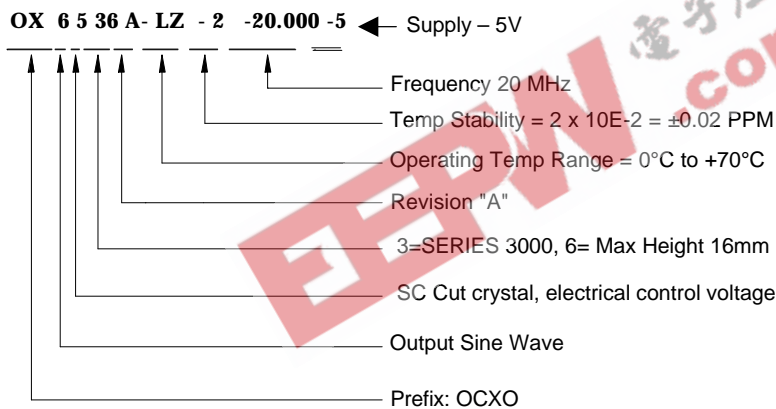 OX 6 5 36 A- LZ - 2 -20.000 -5
Supply – 5V
Frequency 20 MHz
Temp Stability = 2 x 10E-2 = ±0.02 PPM
Operating Temp Range = 0°C to +70°C
Revision "A"
3=SERIES 3000, 6= Max Height 16mm
SC Cut crystal, electrical control voltage
Output Sine Wave
Prefix: OCXO
EEPW
.com